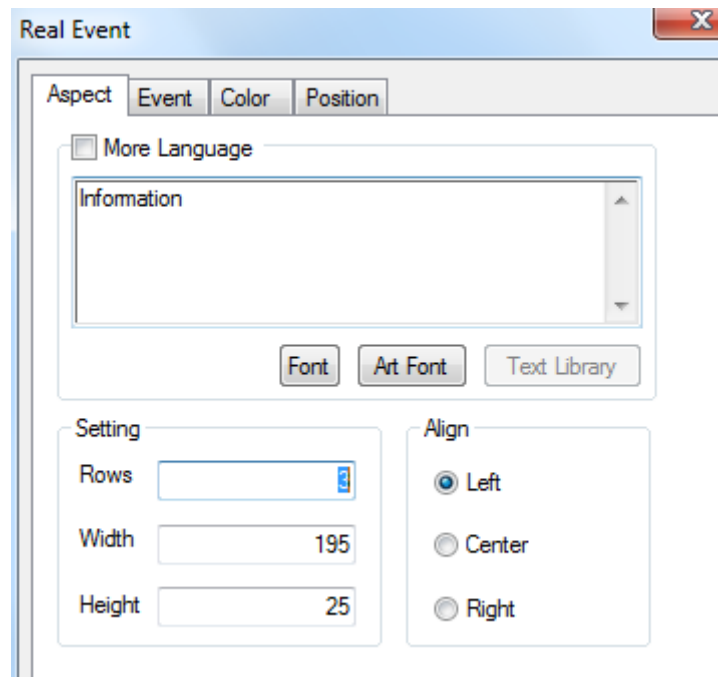 Real Event
Aspect Event Color Position
More Language
Information
Font Art Font Text Library
Setting
Rows 3
Width 195
Height 25
Align
Left
Center
Right